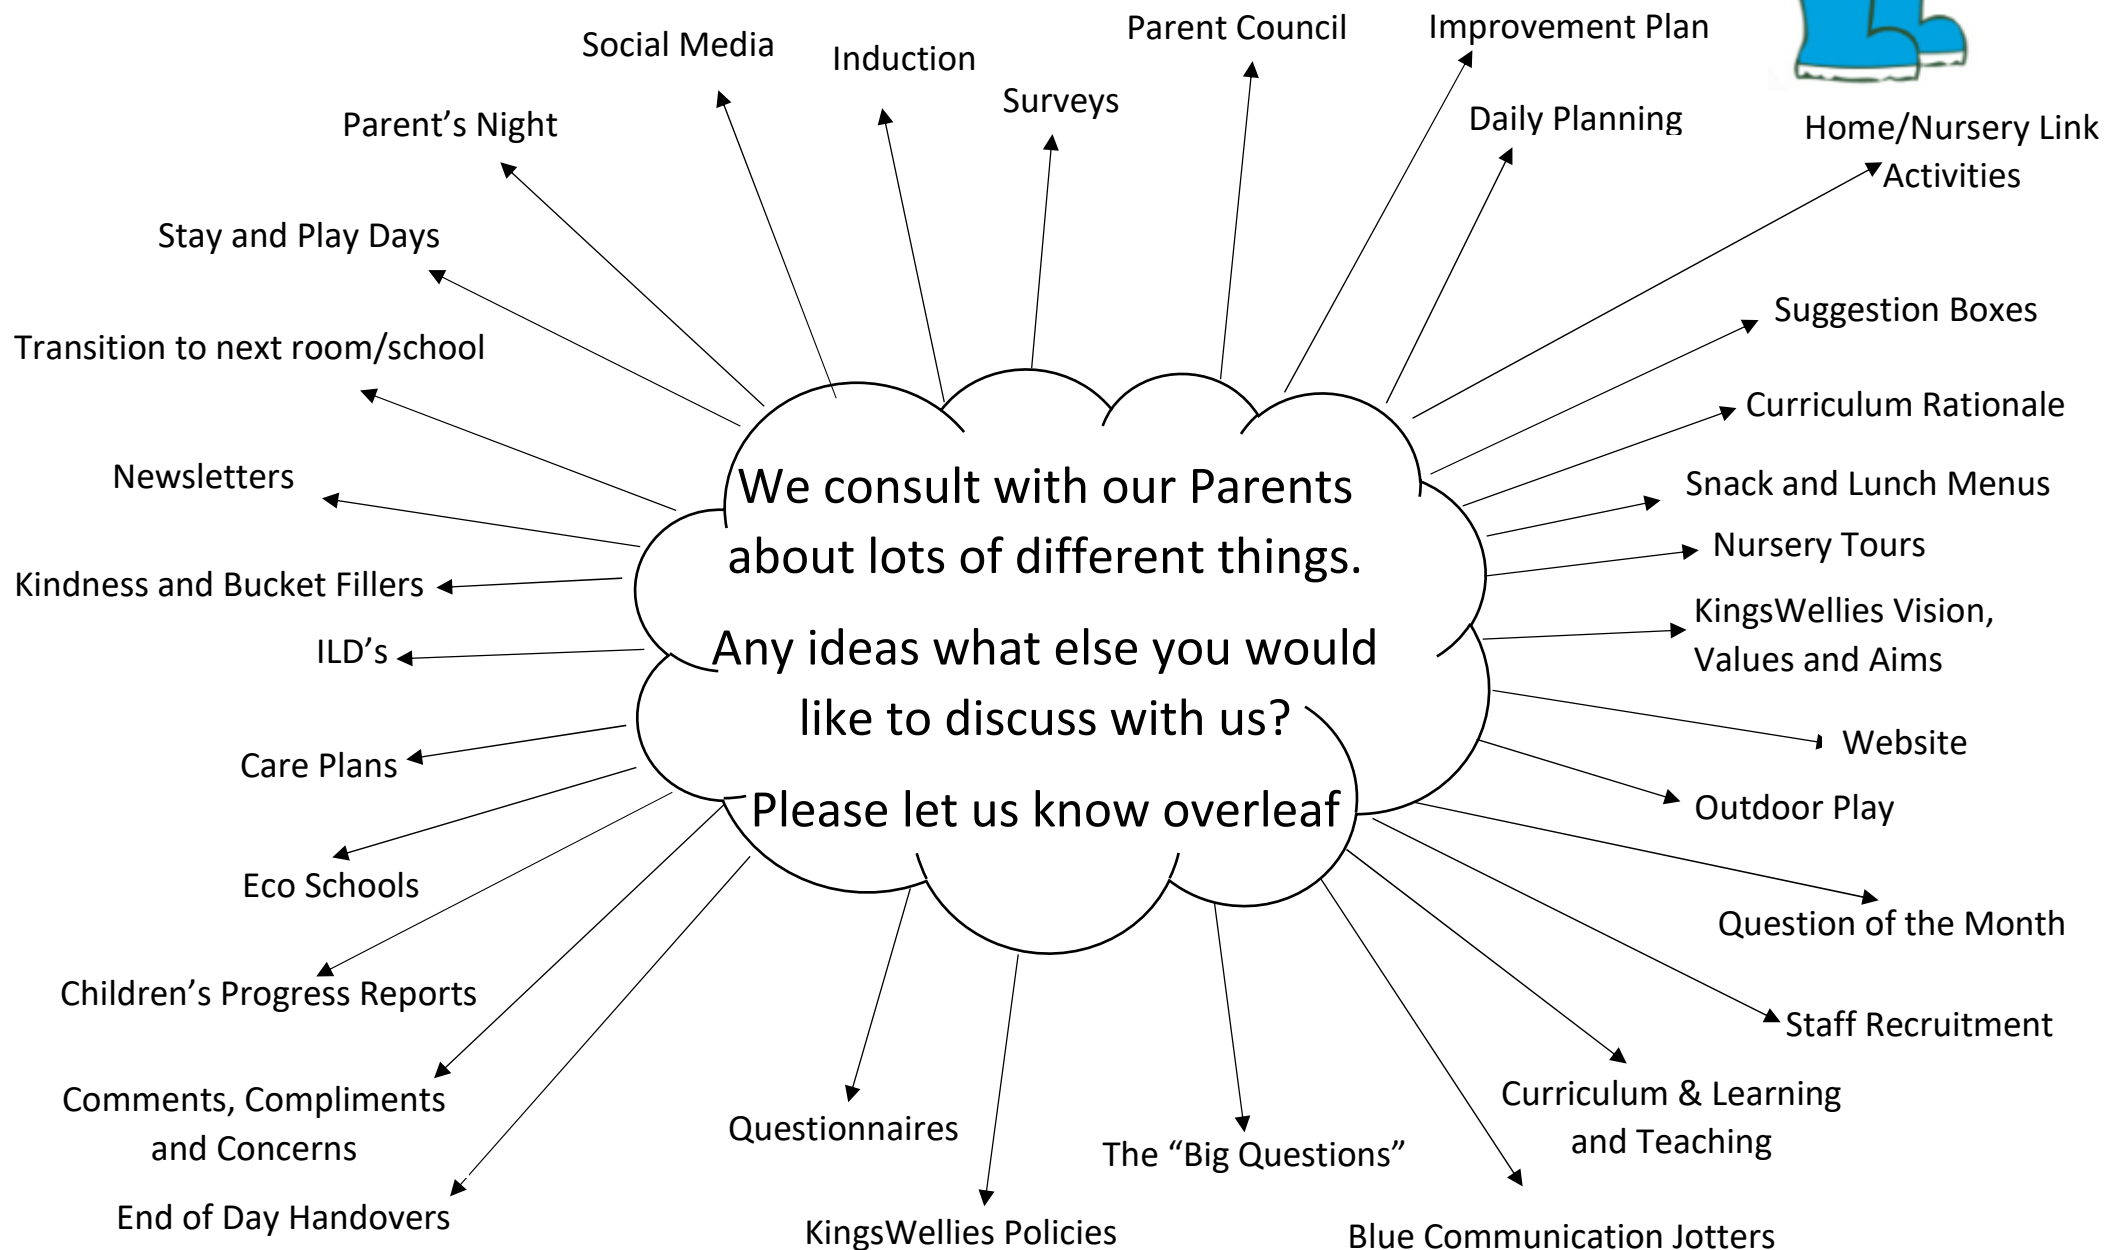 Parent Council
Improvement Plan
Social Media
Induction
Surveys
Daily Planning
Parent’s Night
Home/Nursery Link
Activities
Stay and Play Days
Suggestion Boxes
Transition to next room/school
Curriculum Rationale
Newsletters
Snack and Lunch Menus
Nursery Tours
Kindness and Bucket Fillers
KingsWellies Vision,
Values and Aims
ILD’s
Website
Care Plans
Outdoor Play
Eco Schools
Question of the Month
Children’s Progress Reports
Staff Recruitment
We consult with our Parents
about lots of different things.
Any ideas what else you would
like to discuss with us?
Please let us know overleaf
Comments, Compliments
and Concerns
Curriculum & Learning
and Teaching
Questionnaires
The “Big Questions”
End of Day Handovers
KingsWellies Policies
Blue Communication Jotters